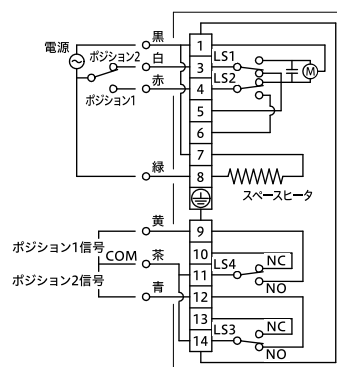 黒
1
電源
ポジション2
白
3
LS1
M
赤
4
LS2
ポジション1
5
6
7
緑
8
スペースヒータ
黄
9
ポジション1信号
10
NC
COM
茶
11
LS4
NO
ポジション2信号
青
12
13
NC
14
LS3
NO